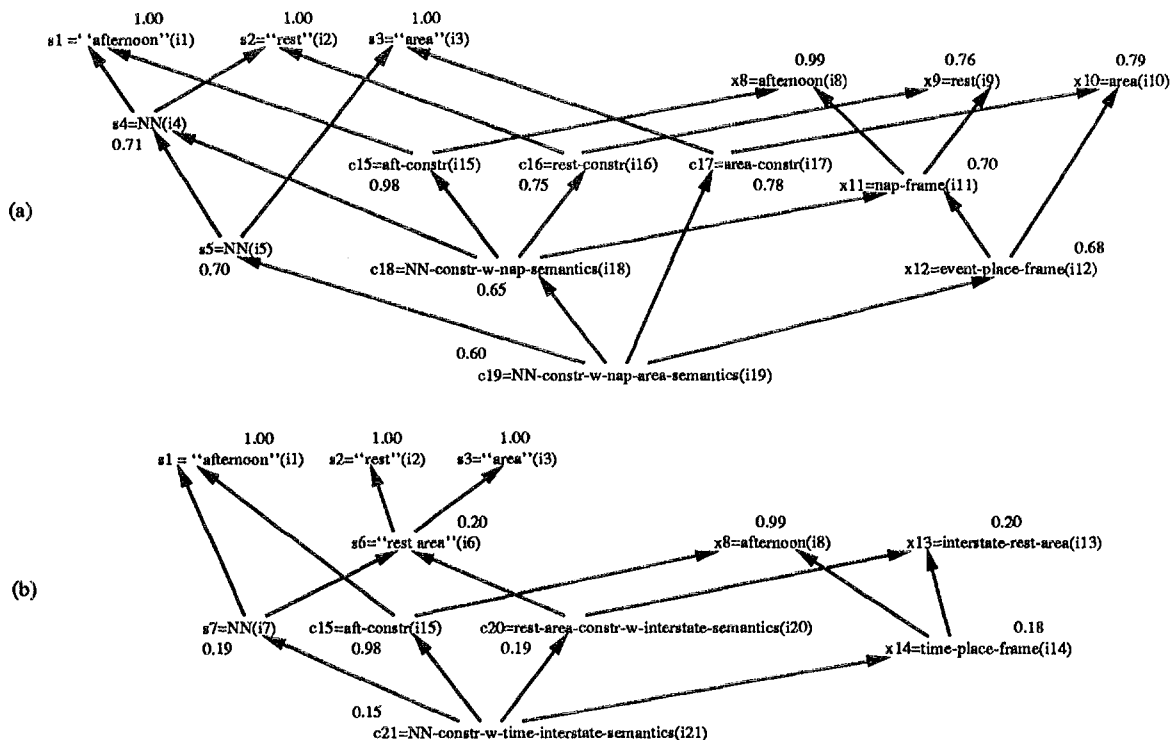 1.00 1.00 1.00
s1 =“‘afternoon”(i1) s2=“rest”(i2) s3=“area”(i3)
0.99 0.76 0.79
x8=afternoon(i8) x9=rest(i9) x10=area(i10)
s4=NN(i4)
0.71
c15=aft-constr(i15) c16=rest-constr(i16) c17=area-constr(i17) 0.70
0.98 0.75 0.78 x11=nap-frame(i11)
(a)
s5=NN(i5) 0.68
0.70 c18=NN-constr-w-nap-semantics(i18) x12=event-place-frame(i12)
0.65
0.60
c19=NN-constr-w-nap-area-semantics(i19)
1.00 1.00 1.00
s1 = “afternoon”(i1) s2=“rest”(i2) s3=“area”(i3)
0.20 0.99 0.20
s6=“rest area”(i6) x8=afternoon(i8) x13=interstate-rest-area(i13)
(b)
s7=NN(i7) c15=aft-constr(i15) c20=rest-area-constr-w-interstate-semantics(i20) 0.18
0.19 0.98 0.19 x14=time-place-frame(i14)
0.15
c21=NN-constr-w-time-interstate-semantics(i21)